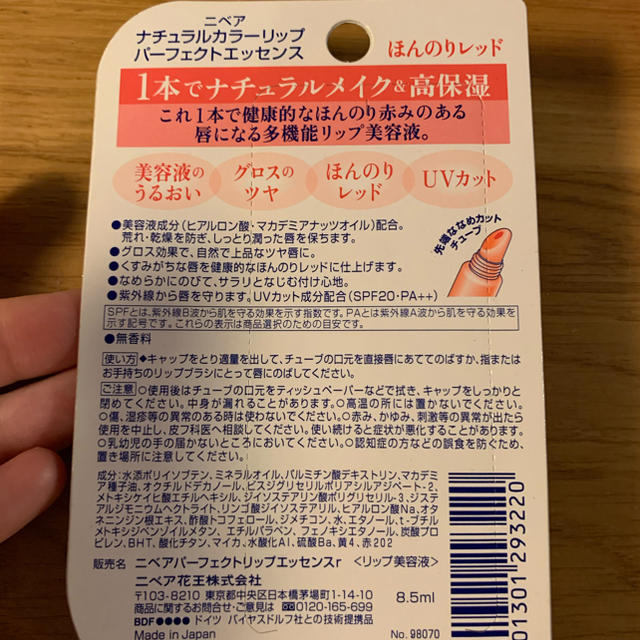 ニベア
ナチュラルカラーリップ
パーフェクトエッセンス
ほんのりレッド
1本でナチュラルメイク&高保湿
これ1本で健康的なほんのり赤みのある
唇になる多機能リップ美容液。
美容液の
うるおい
グロスの
ツヤ
ほんのり
レッド
UVカット
●美容液成分(ヒアルロン酸・マカデミアナッツオイル)配合。
荒れ・乾燥を防ぎ、しっとり潤った唇を保ちます。
●グロス効果で、自然で上品なツヤ唇に。
●くすみがちな唇を健康的なほんのりレッドに仕上げます。
●なめらかにのびて、サラリとなじむ付け心地。
●紫外線から唇を守ります。UVカット成分配合(SPF20・PA++)
先端ななめカット
チューブ
SPFとは、紫外線B波から肌を守る効果を示す指数です。PAとは紫外線A波から肌を守る効果を
示す記号です。これらの表示は商品選択のための目安です。
●無香料
使い方 ◆キャップをとり適量を出して、チューブの口元を直接唇にあててのばすか、指または
お手持ちのリップブラシにとって唇にのばしてください。
ご注意 ○使用後はチューブの口元をティッシュペーパーなどで拭き、キャップをしっかりと
閉めてください。中身が漏れることがあります。○高温の所には置かないでください。
○傷、湿疹等の異常のある時は使わないでください。○赤み、かゆみ、刺激等の異常が出たら
使用を中止し、皮フ科医へ相談してください。使い続けると症状が悪化することがあります。
○乳幼児の手の届かないところにおいてください。○認知症の方などの誤食を防ぐため、
置き場所に注意してください。
成分:水添ポリイソブテン、ミネラルオイル、パルミチン酸デキストリン、マカデミ
ア種子油、オクチルドデカノール、ビスジグリセリルポリアシルアジペート-2、
メトキシケイヒ酸エチルヘキシル、ジイソステアリン酸ポリグリセリル-3、ジステ
アルジモニウムヘクトライト、リンゴ酸ジイソステアリル、ヒアルロン酸Na、オタ
ネニンジン根エキス、酢酸トコフェロール、ジメチコン、水、エタノール、t-ブチル
メトキシジベンゾイルメタン、エチルパラベン、フェノキシエタノール、炭酸プロ
ピレン、BHT、酸化チタン、マイカ、水酸化Al、硫酸Ba、黄4、赤202
販売名 ニベアパーフェクトリップエッセンスr 〈リップ美容液〉
ニベア花王株式会社
〒103-8210 東京都中央区日本橋茅場町1-14-10
商品に関するお問合せ・ご意見は 0120-165-699
BDF●●●● ドイツ バイヤスドルフ社との技術提携品
Made in Japan
8.5ml
No. 98070
01301 293220